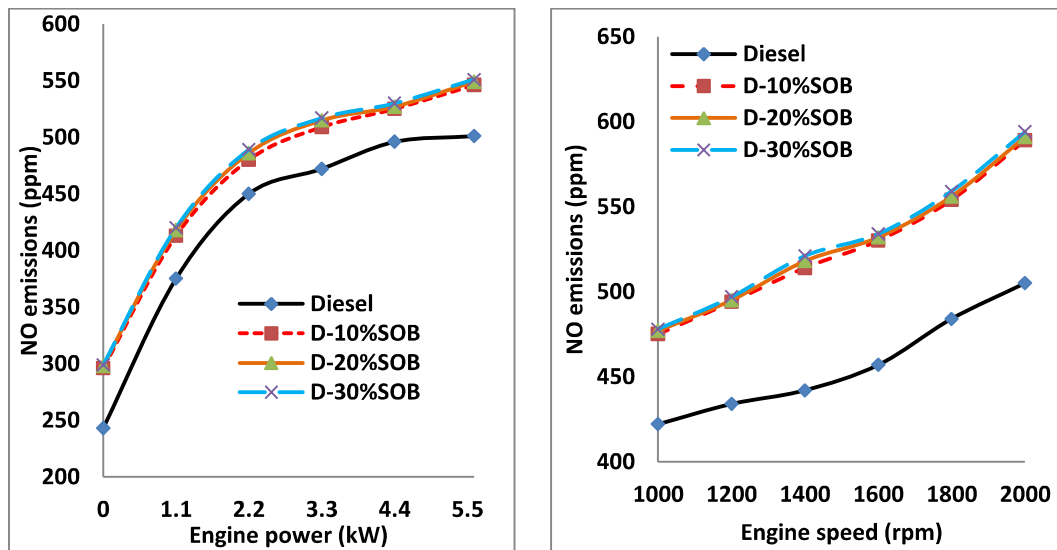 600
550
500
450
400
350
300
250
200
NO emissions (ppm)
Diesel
D-10%SOB
D-20%SOB
D-30%SOB
0 1.1 2.2 3.3 4.4 5.5
Engine power (kW)
650
600
550
500
450
400
NO emissions (ppm)
Diesel
D-10%SOB
D-20%SOB
D-30%SOB
1000 1200 1400 1600 1800 2000
Engine speed (rpm)